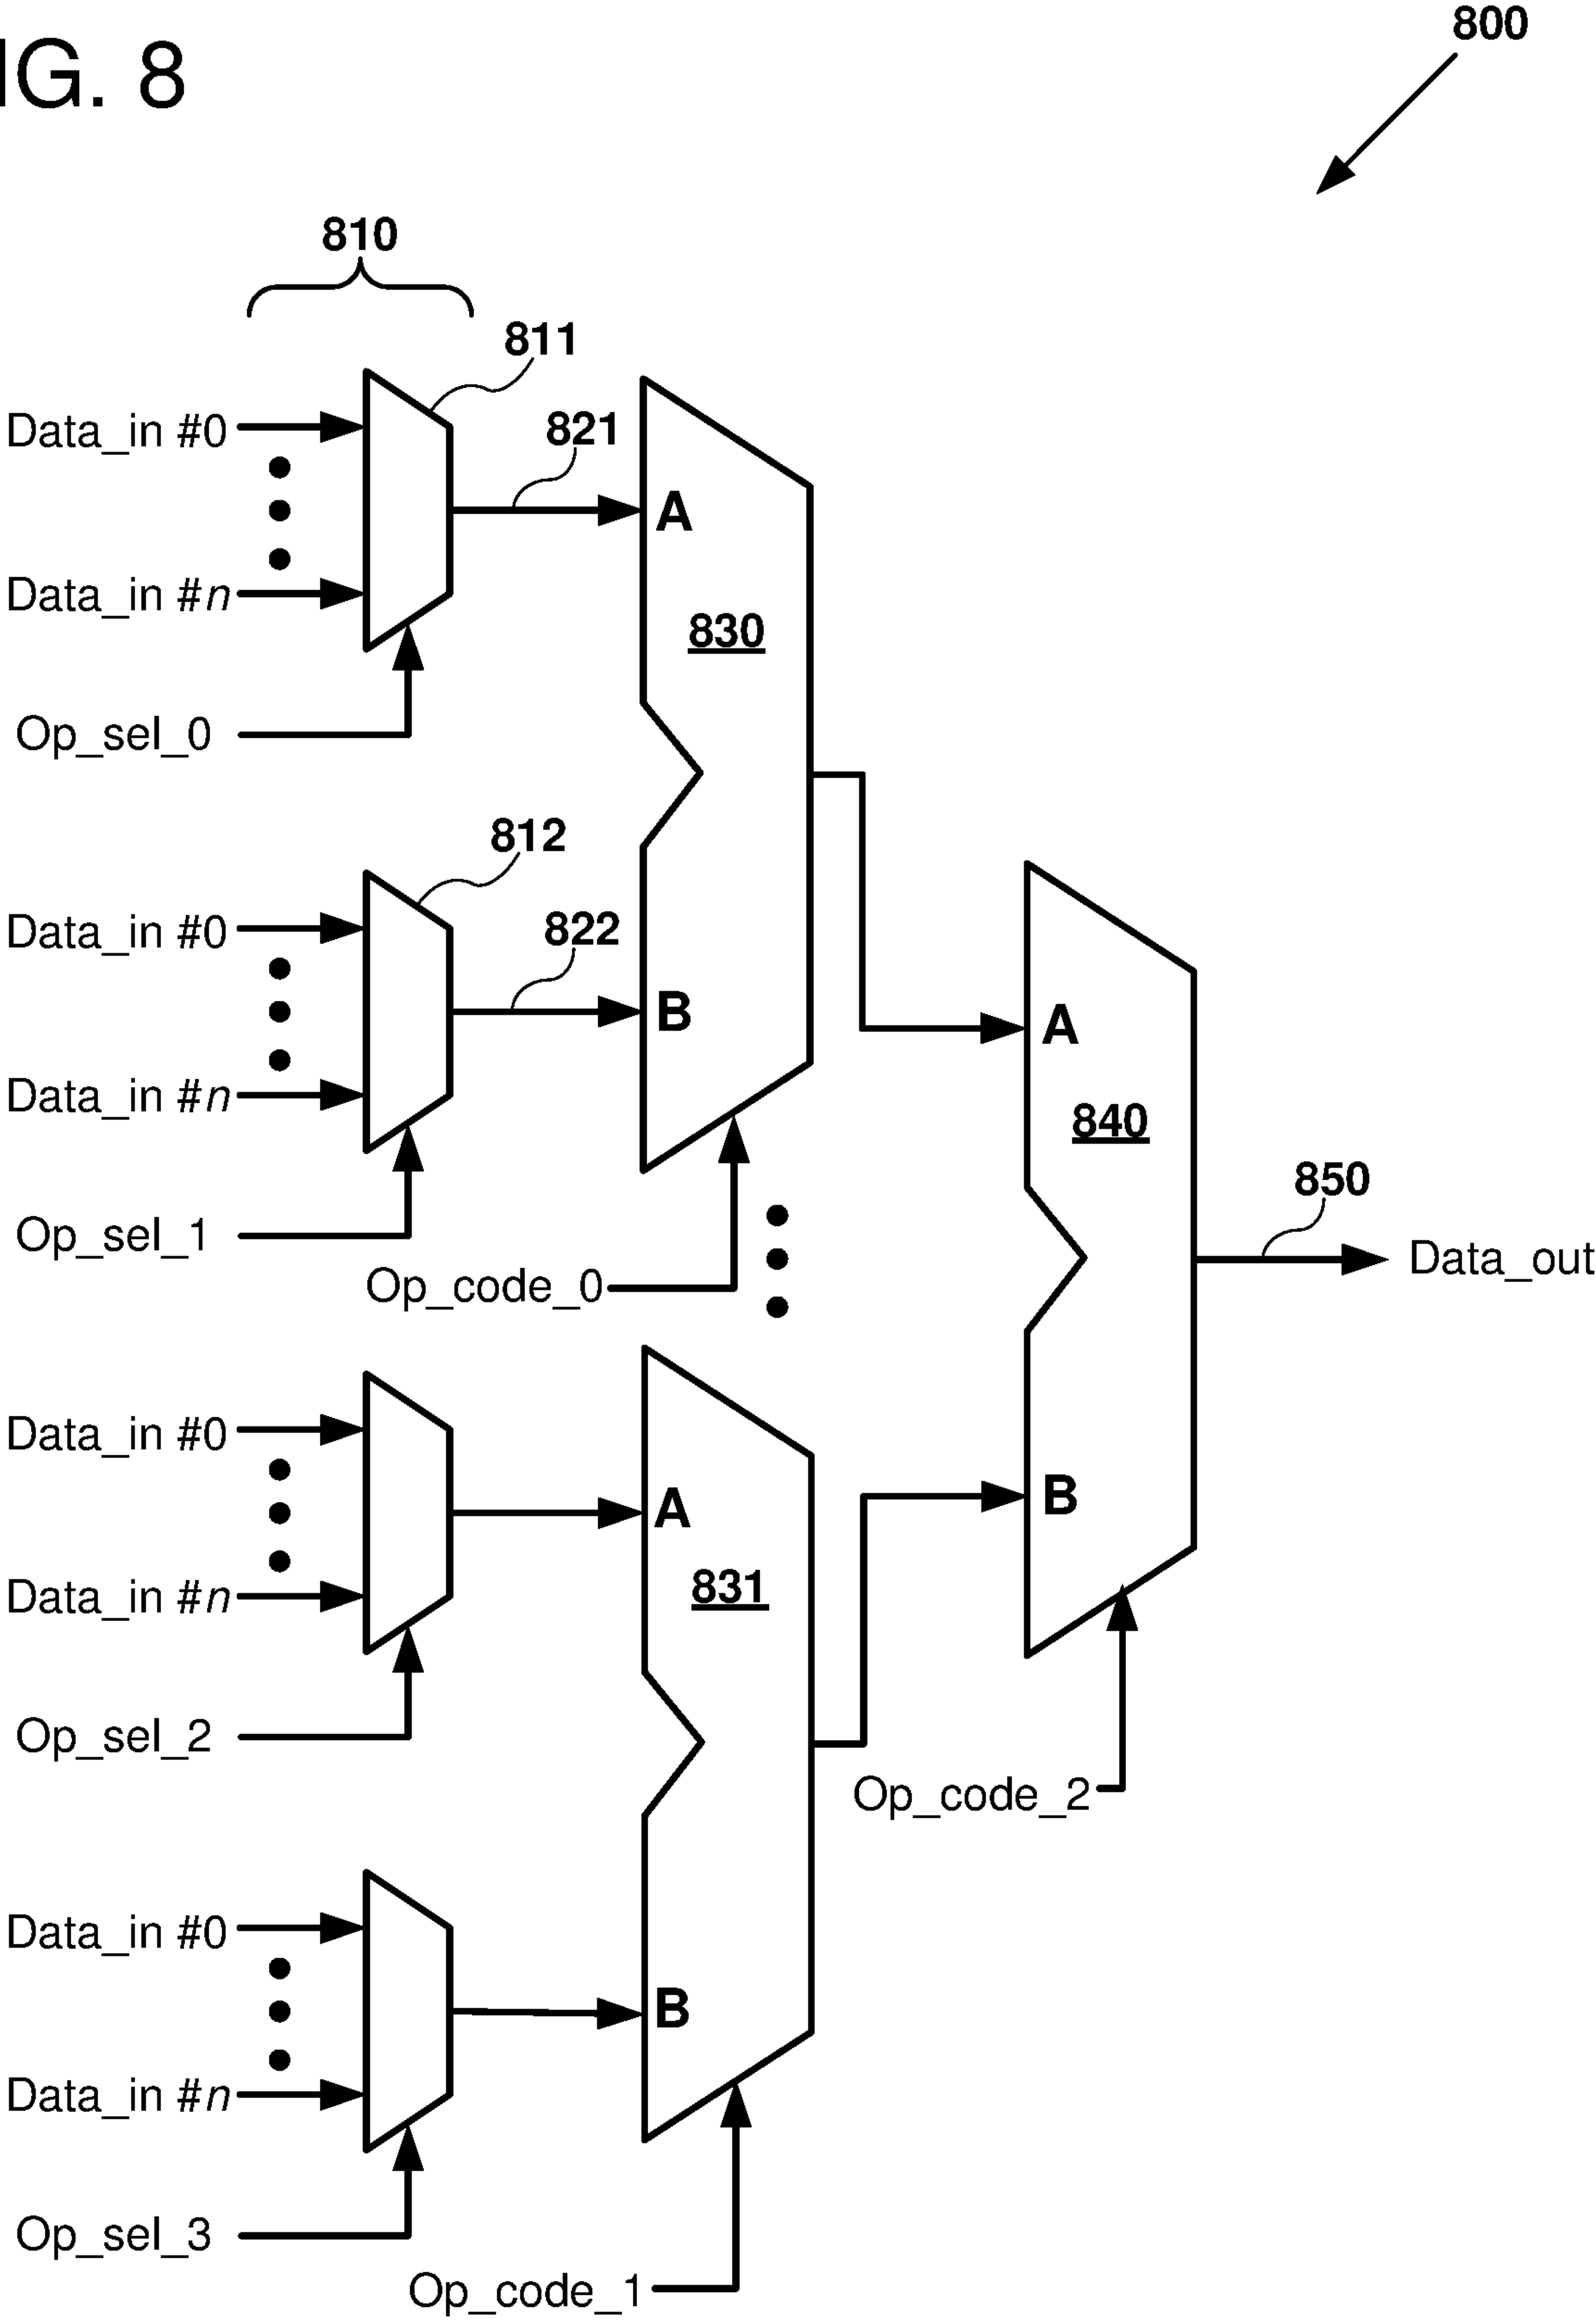 IG. 8
800
810
811
Data_in #0
821
A
Data_in #n
830
Op_sel_0
812
Data_in #0
822
B
A
Data_in #n
840
850
Op_sel_1
Data_out
Op_code_0
Data_in #0
A
B
831
Data_in #n
Op_sel_2
Op_code_2
Data_in #0
B
Data_in #n
Op_sel_3
Op_code_1